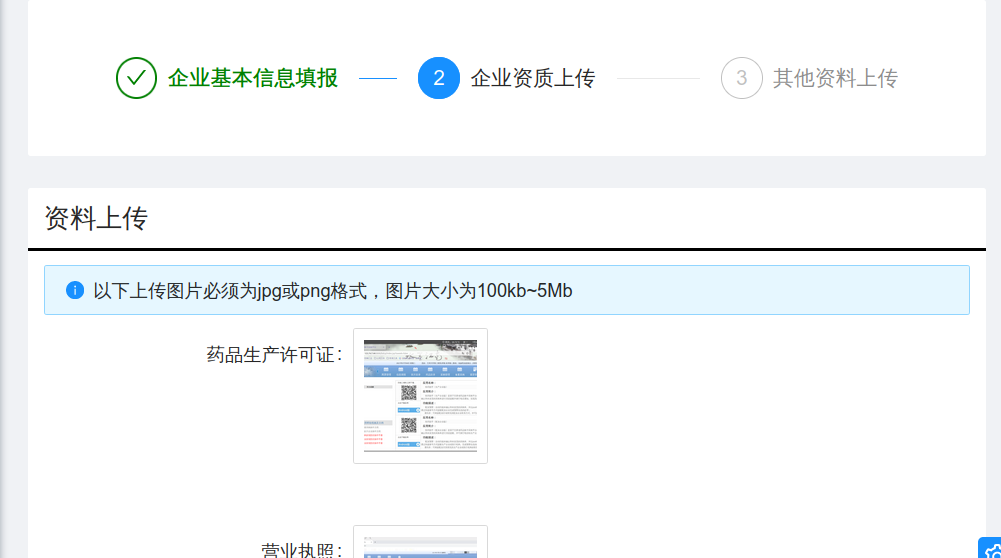 企业基本信息填报
2 企业资质上传
3 其他资料上传
资料上传
以下上传图片必须为jpg或png格式，图片大小为100kb~5Mb
药品生产许可证：
营业执照：